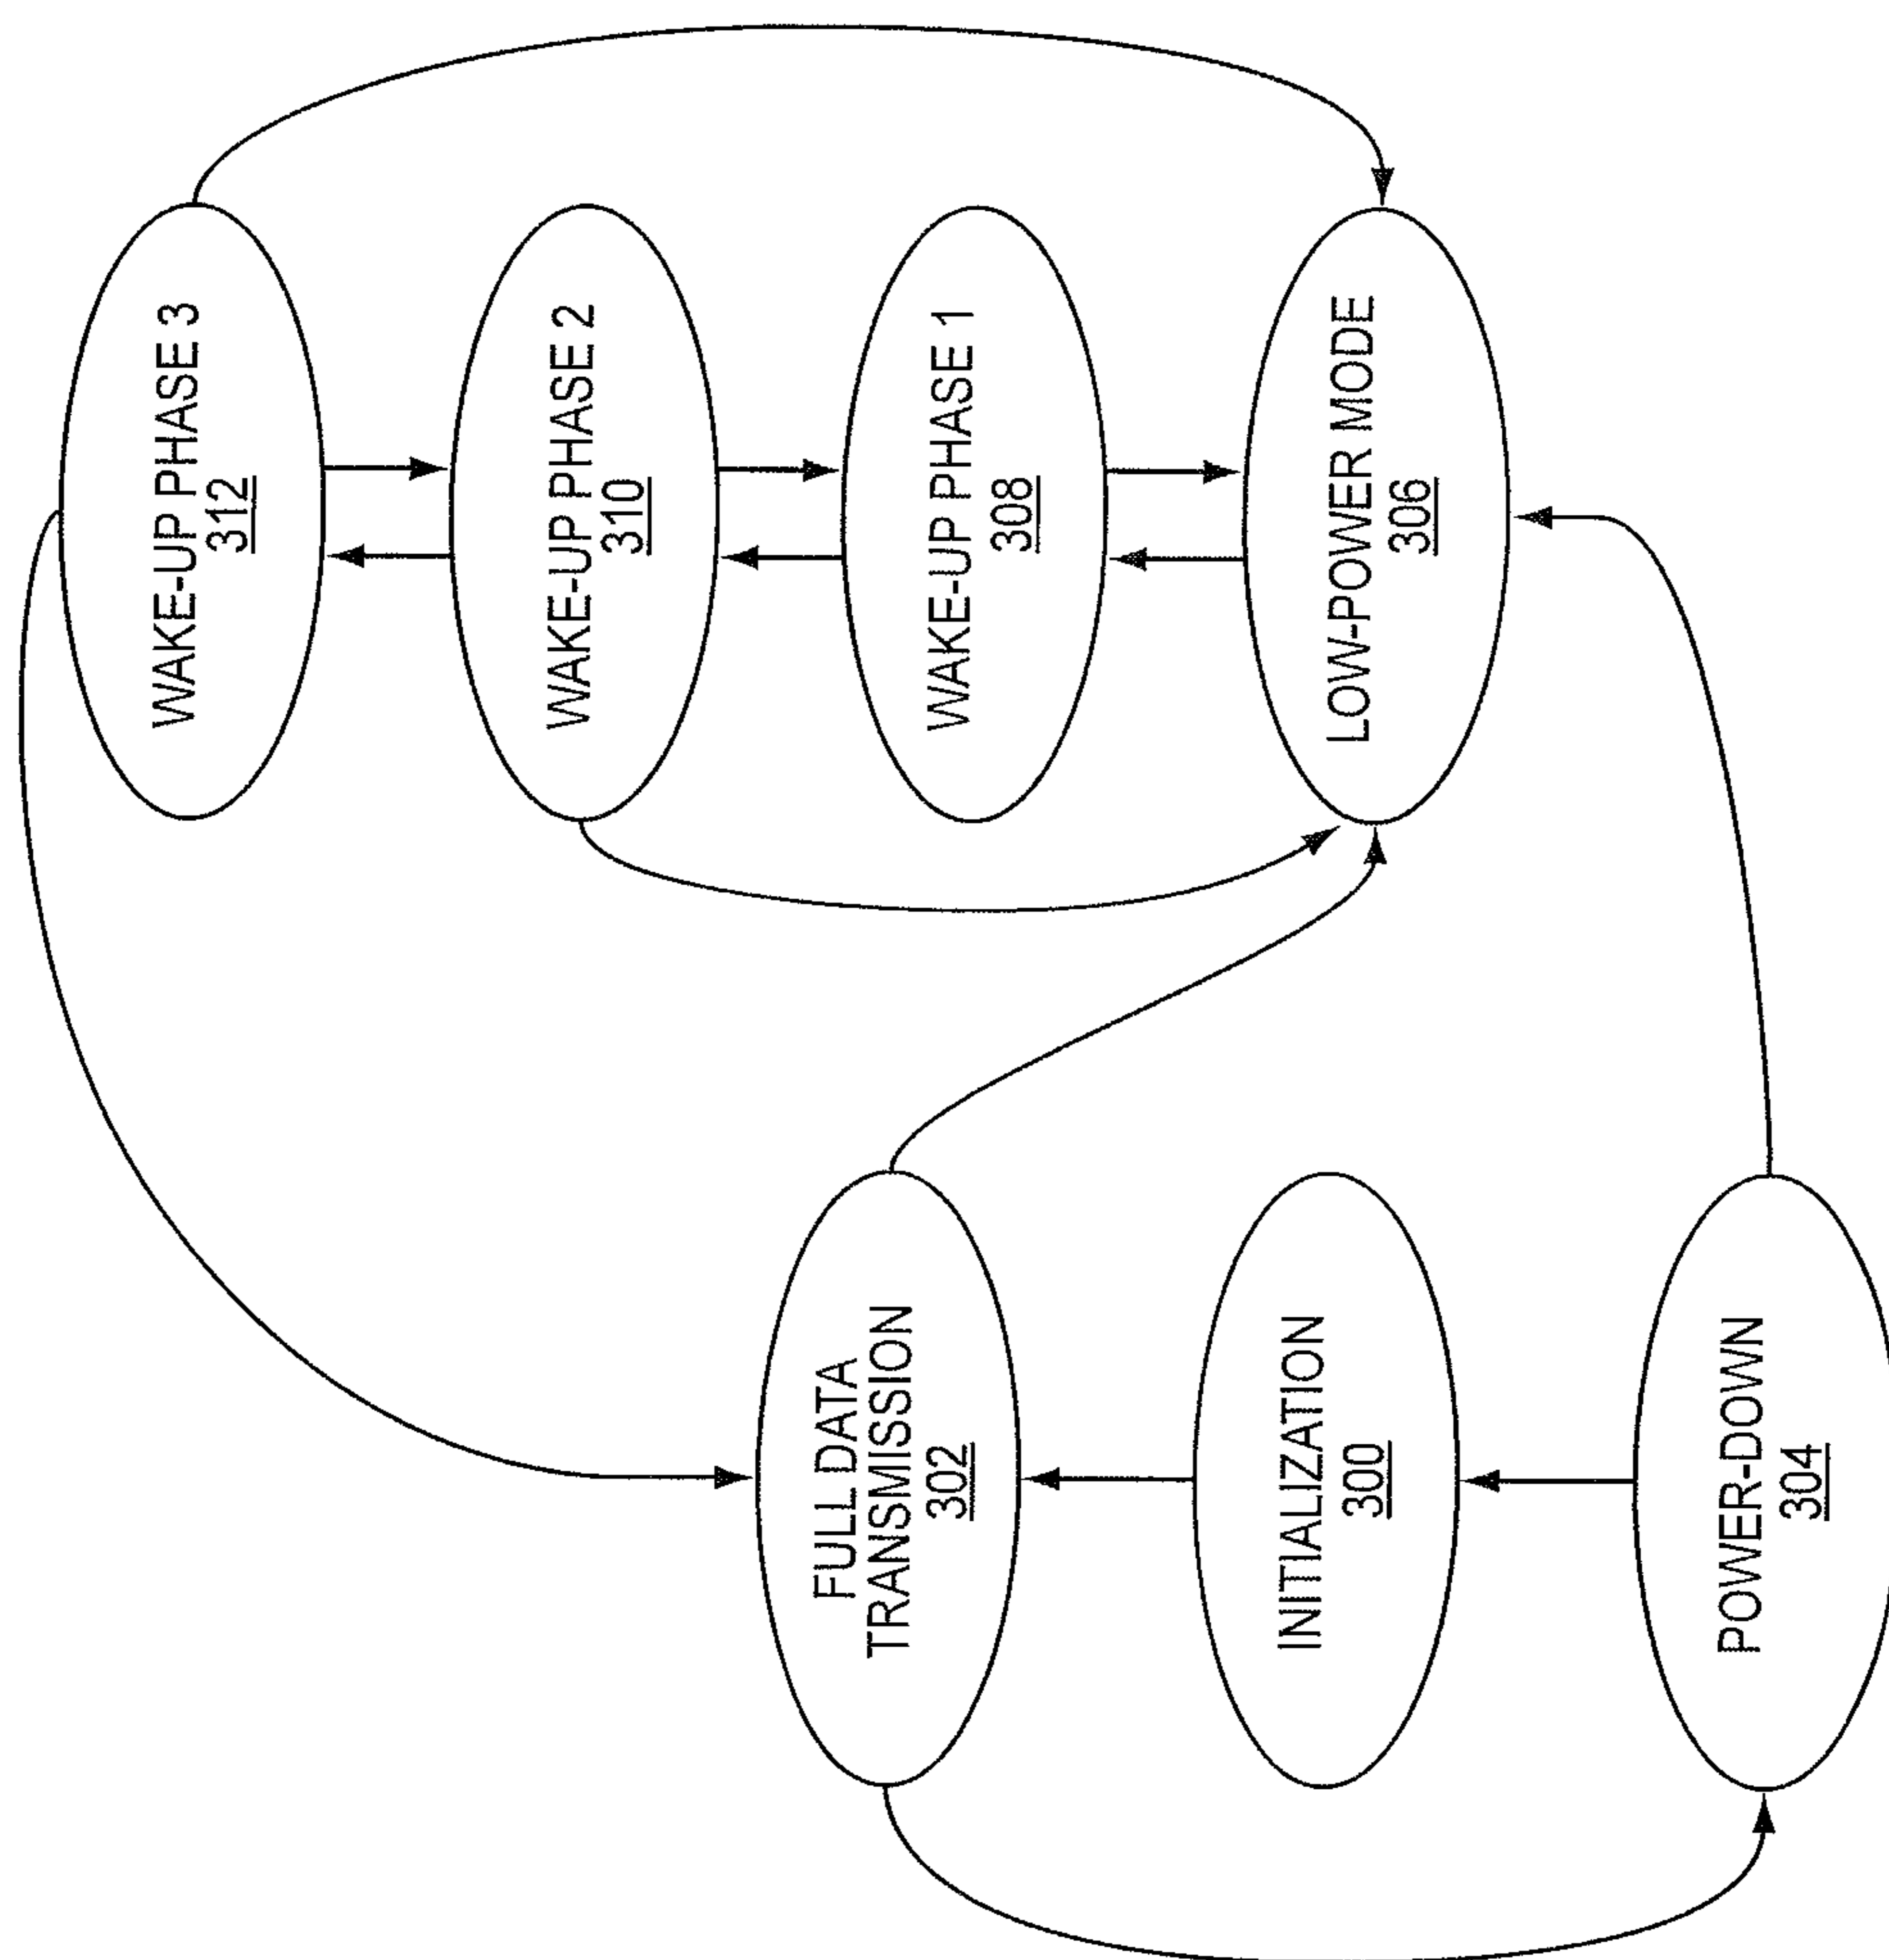 WAKE-UP PHASE 3
312
WAKE-UP PHASE 2
310
WAKE-UP PHASE 1
308
LOW-POWER MODE
306
FULL DATA
TRANSMISSION
302
INITIALIZATION
300
POWER-DOWN
304